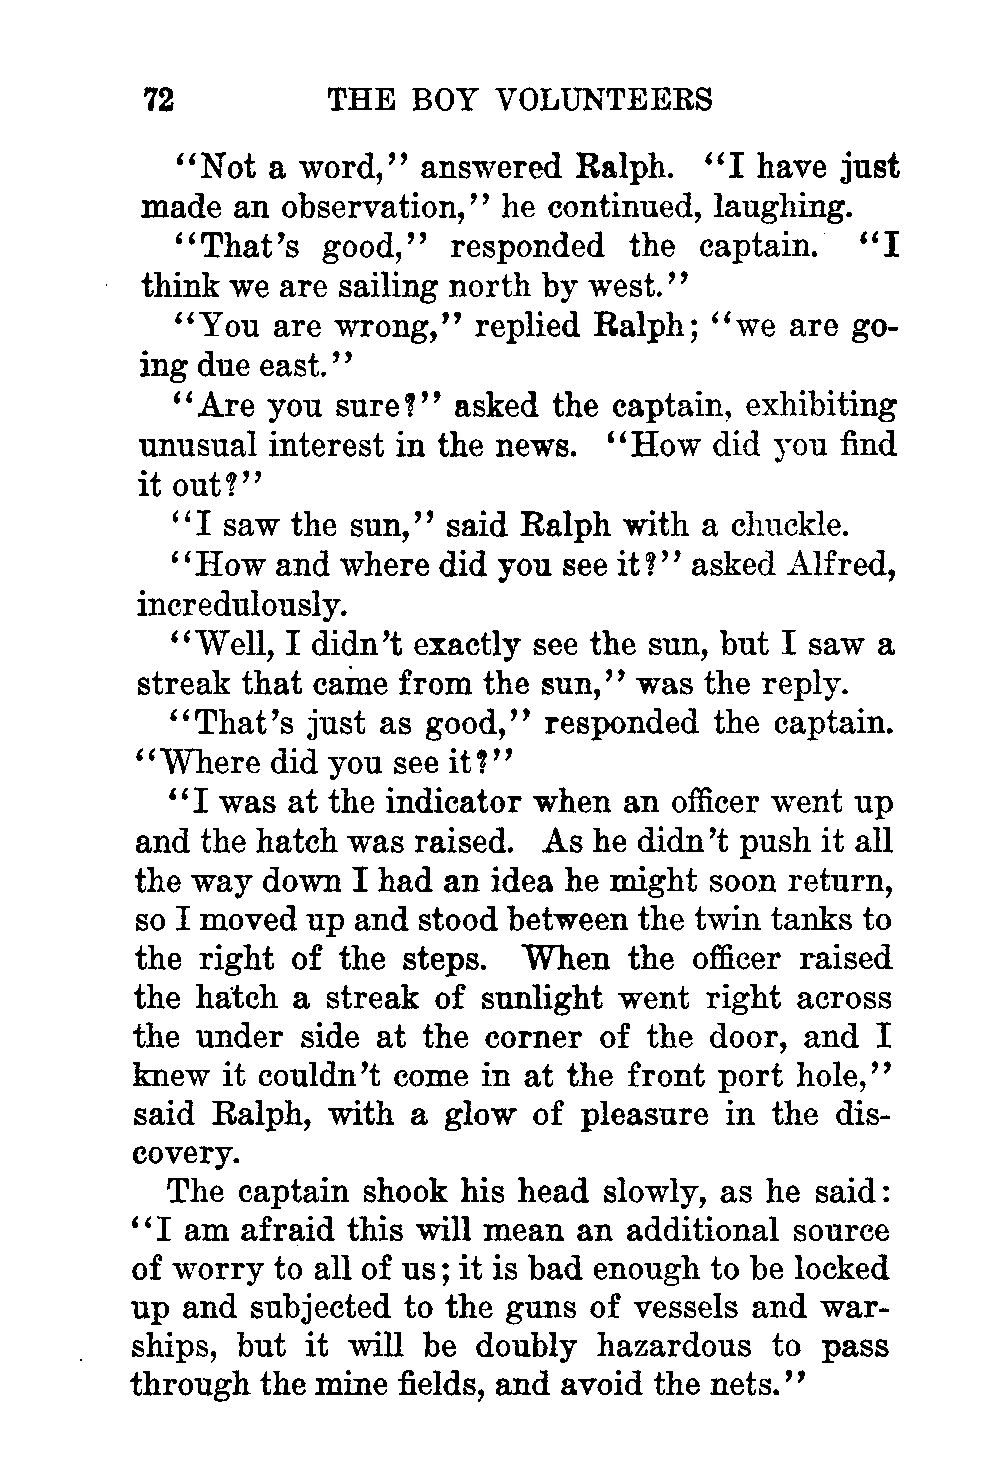 72 THE BOY VOLUNTEERS
“Not a word,” answered Ralph. “I have just
made an observation,” he continued, laughing.
“That’s good,” responded the captain. “I
think we are sailing north by west.”
“You are wrong,” replied Ralph; “we are go-
ing due east.”
“Are you sure?” asked the captain, exhibiting
unusual interest in the news. “How did you find
it out?”
“I saw the sun,” said Ralph with a chuckle.
“How and where did you see it?” asked Alfred,
incredulously.
“Well, I didn’t exactly see the sun, but I saw a
streak that came from the sun,” was the reply.
“That’s just as good,” responded the captain.
“Where did you see it?”
“I was at the indicator when an officer went up
and the hatch was raised. As he didn’t push it all
the way down I had an idea he might soon return,
so I moved up and stood between the twin tanks to
the right of the steps. When the officer raised
the hatch a streak of sunlight went right across
the under side at the corner of the door, and I
knew it couldn’t come in at the front port hole,”
said Ralph, with a glow of pleasure in the dis-
covery.
The captain shook his head slowly, as he said:
“I am afraid this will mean an additional source
of worry to all of us; it is bad enough to be locked
up and subjected to the guns of vessels and war-
ships, but it will be doubly hazardous to pass
through the mine fields, and avoid the nets.”